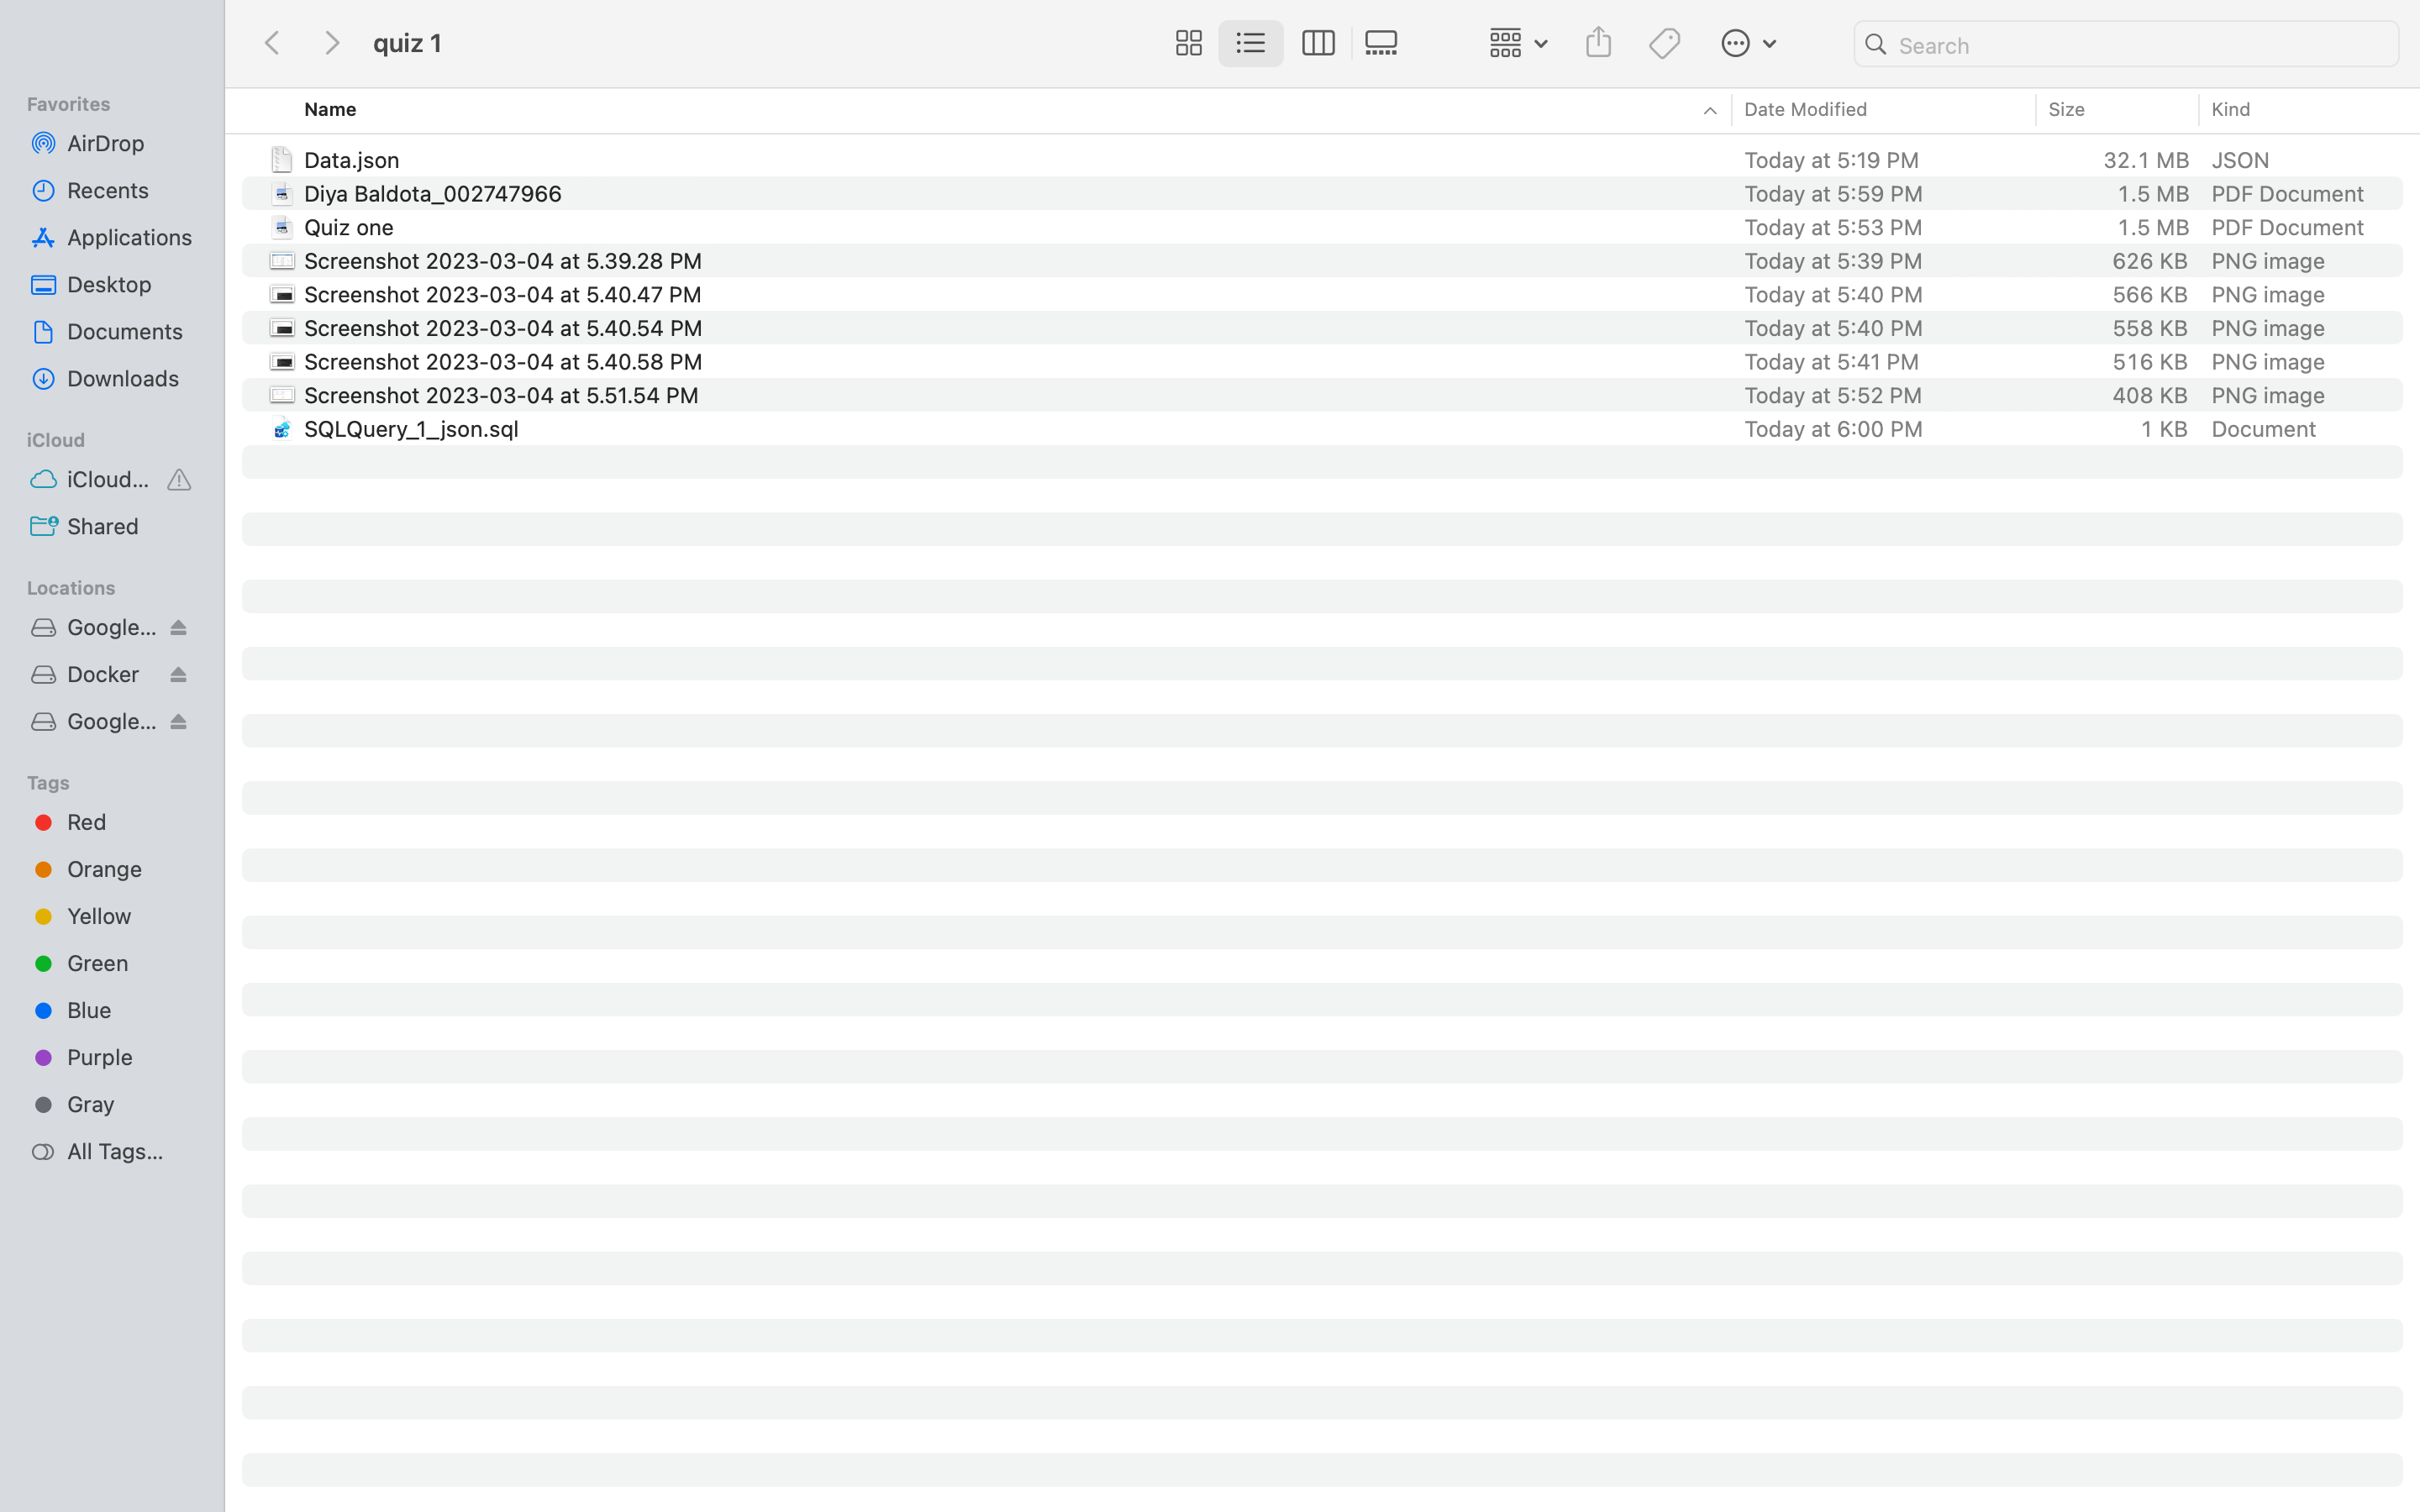 quiz 1
Search
Favorites
AirDrop
Recents
Applications
Desktop
Documents
Downloads
iCloud
iCloud...
Shared
Locations
Google...
Docker
Google...
Tags
Red
Orange
Yellow
Green
Blue
Purple
Gray
All Tags...
Name Date Modified Size Kind
Data.json Today at 5:19 PM 32.1 MB JSON
Diya Baldota_002747966 Today at 5:59 PM 1.5 MB PDF Document
Quiz one Today at 5:53 PM 1.5 MB PDF Document
Screenshot 2023-03-04 at 5.39.28 PM Today at 5:39 PM 626 KB PNG image
Screenshot 2023-03-04 at 5.40.47 PM Today at 5:40 PM 566 KB PNG image
Screenshot 2023-03-04 at 5.40.54 PM Today at 5:40 PM 558 KB PNG image
Screenshot 2023-03-04 at 5.40.58 PM Today at 5:41 PM 516 KB PNG image
Screenshot 2023-03-04 at 5.51.54 PM Today at 5:52 PM 408 KB PNG image
SQLQuery_1_json.sql Today at 6:00 PM 1 KB Document